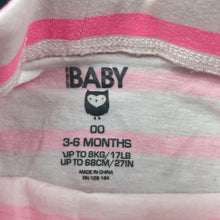 BABY
00
3-6 MONTHS
UP TO 8KG/17LB
UP TO 68CM/27IN
MADE IN CHINA